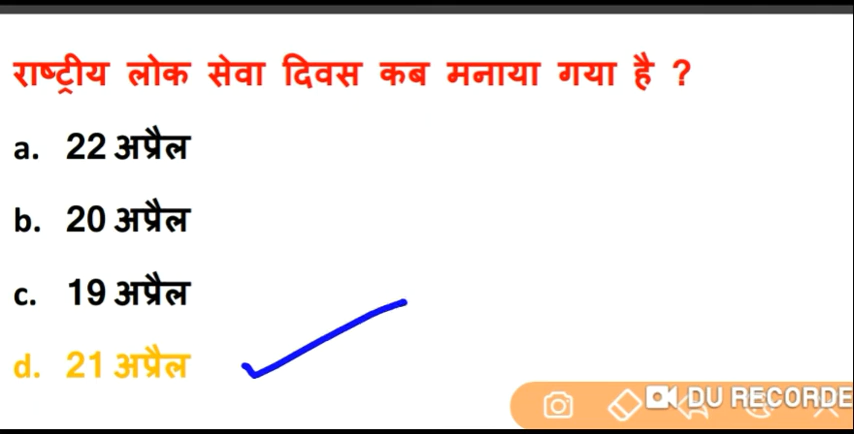 राष्ट्रीय लोक सेवा दिवस कब मनाया गया है ?
a. 22 अप्रैल
b. 20 अप्रैल
c. 19 अप्रैल
d. 21 अप्रैल
DU RECORDE